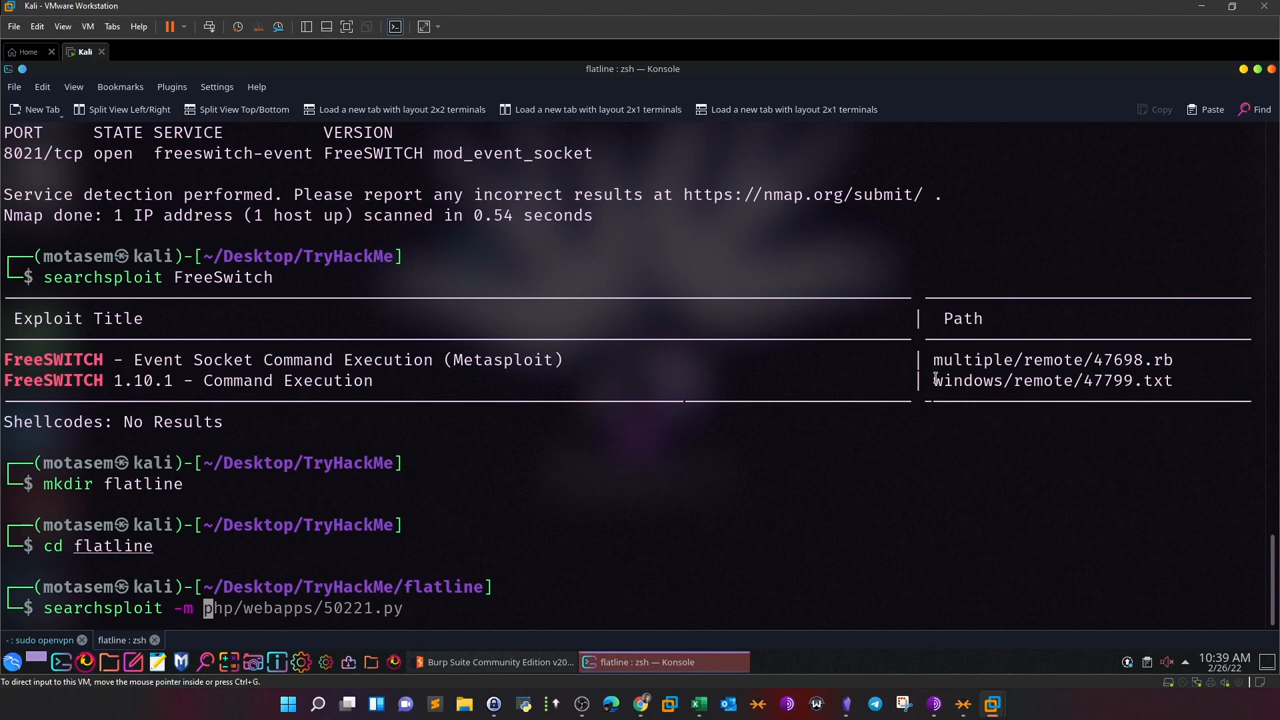 Kali - VMware Workstation
File Edit View VM Tabs Help
Home Kali
flatline : zsh — Konsole
File Edit View Bookmarks Plugins Settings Help
New Tab Split View Left/Right Split View Top/Bottom Load a new tab with layout 2x2 terminals Load a new tab with layout 2x1 terminals Load a new tab with layout 2x1 terminals Copy Paste Find
PORT STATE SERVICE VERSION
8021/tcp open freeswitch-event FreeSWITCH mod_event_socket
Service detection performed. Please report any incorrect results at https://nmap.org/submit/ .
Nmap done: 1 IP address (1 host up) scanned in 0.54 seconds
┌──(motasem㉿kali)-[~/Desktop/TryHackMe]
└─$ searchsploit FreeSwitch
Exploit Title | Path
FreeSWITCH - Event Socket Command Execution (Metasploit) | multiple/remote/47698.rb
FreeSWITCH 1.10.1 - Command Execution | windows/remote/47799.txt
Shellcodes: No Results
┌──(motasem㉿kali)-[~/Desktop/TryHackMe]
└─$ mkdir flatline
┌──(motasem㉿kali)-[~/Desktop/TryHackMe]
└─$ cd flatline
┌──(motasem㉿kali)-[~/Desktop/TryHackMe/flatline]
└─$ searchsploit -m php/webapps/50221.py
- : sudo openvpn flatline : zsh
Burp Suite Community Edition v20... flatline : zsh — Konsole 10:39 AM
2/26/22
To direct input to this VM, move the mouse pointer inside or press Ctrl+G.